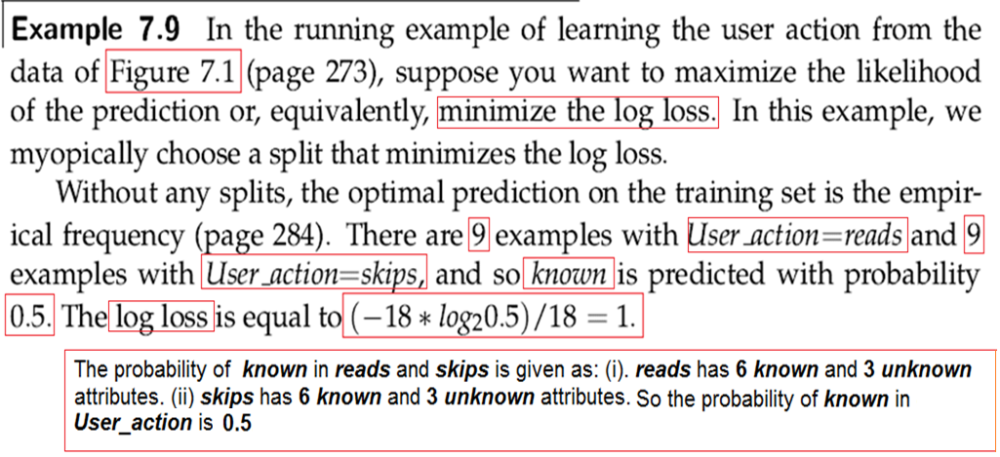 Example 7.9 In the running example of learning the user action from the
data of Figure 7.1 (page 273), suppose you want to maximize the likelihood
of the prediction or, equivalently, minimize the log loss. In this example, we
myopically choose a split that minimizes the log loss.
Without any splits, the optimal prediction on the training set is the empir-
ical frequency (page 284). There are 9 examples with User_action=reads and 9
examples with User_action=skips, and so known is predicted with probability
0.5. The log loss is equal to (−18 * log₂0.5)/18 = 1.
The probability of known in reads and skips is given as: (i). reads has 6 known and 3 unknown
attributes. (ii) skips has 6 known and 3 unknown attributes. So the probability of known in
User_action is 0.5